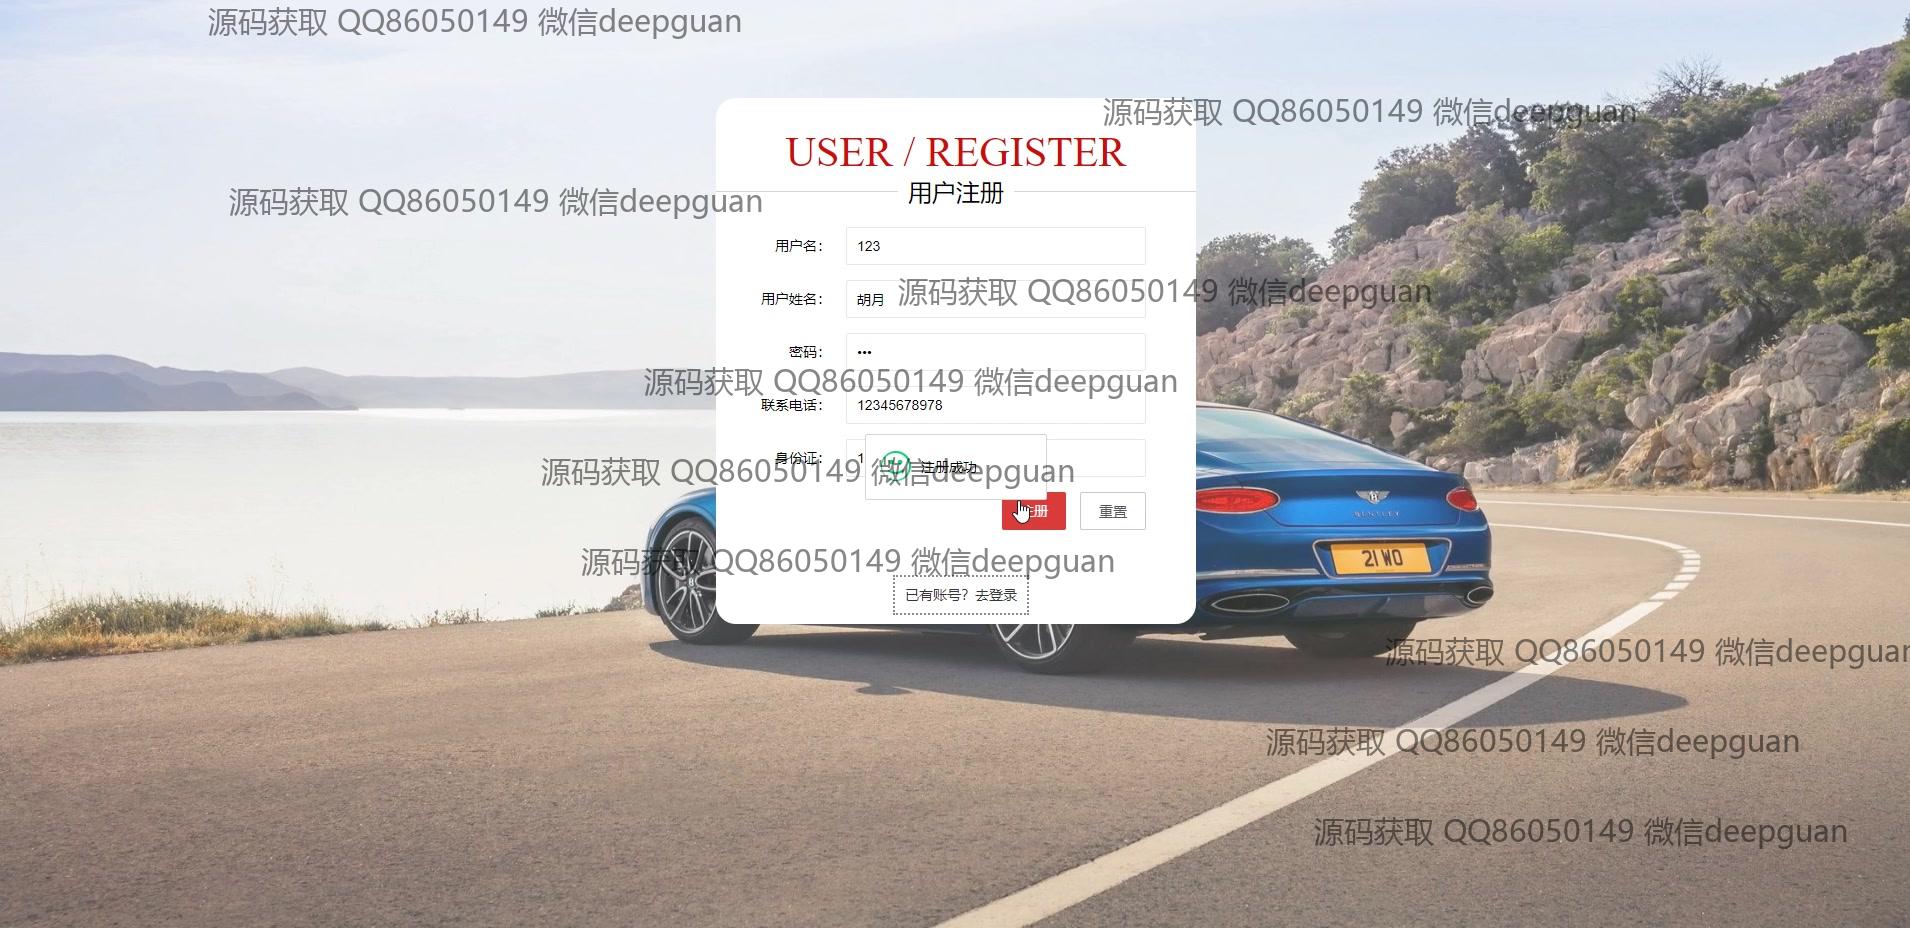 源码获取 QQ86050149 微信deepguan
源码获取 QQ86050149 微信deepguan
USER / REGISTER
用户注册
源码获取 QQ86050149 微信deepguan
用户名： 123
用户姓名： 胡月
源码获取 QQ86050149 微信deepguan
密码： •••
源码获取 QQ86050149 微信deepguan
联系电话： 12345678978
身份证： 1
注册成功
源码获取 QQ86050149 微信deepguan
注册 重置
BENTLEY
21 WO
源码获取 QQ86050149 微信deepguan
已有账号？去登录
源码获取 QQ86050149 微信deepguan
源码获取 QQ86050149 微信deepguan
源码获取 QQ86050149 微信deepguan